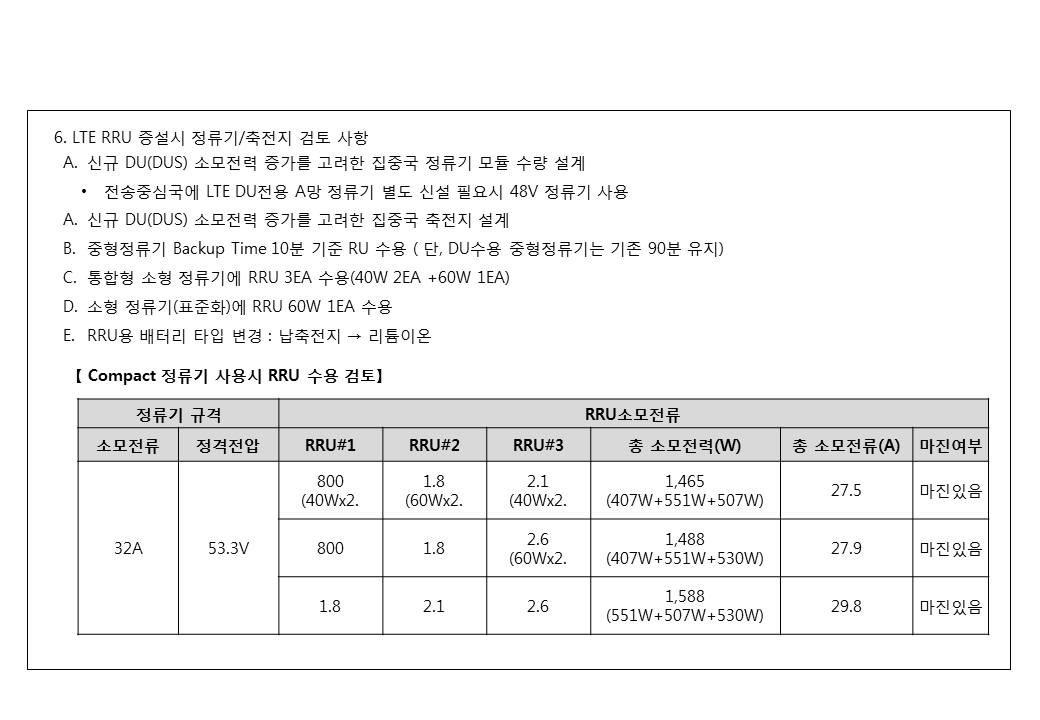 6. LTE RRU 증설시 정류기/축전지 검토 사항
A. 신규 DU(DUS) 소모전력 증가를 고려한 집중국 정류기 모듈 수량 설계
• 전송중심국에 LTE DU전용 A망 정류기 별도 신설 필요시 48V 정류기 사용
A. 신규 DU(DUS) 소모전력 증가를 고려한 집중국 축전지 설계
B. 중형정류기 Backup Time 10분 기준 RU 수용 ( 단, DU수용 중형정류기는 기존 90분 유지)
C. 통합형 소형 정류기에 RRU 3EA 수용(40W 2EA +60W 1EA)
D. 소형 정류기(표준화)에 RRU 60W 1EA 수용
E. RRU용 배터리 타입 변경 : 납축전지 → 리튬이온
【 Compact 정류기 사용시 RRU 수용 검토】
정류기 규격 RRU소모전류
소모전류 정격전압 RRU#1 RRU#2 RRU#3 총 소모전력(W) 총 소모전류(A) 마진여부
32A 53.3V
800 1.8 2.1 1,465 27.5 마진있음
(40Wx2. (60Wx2. (40Wx2. (407W+551W+507W)
800 1.8 2.6 1,488 27.9 마진있음
(60Wx2. (407W+551W+530W)
1.8 2.1 2.6 1,588 29.8 마진있음
(551W+507W+530W)